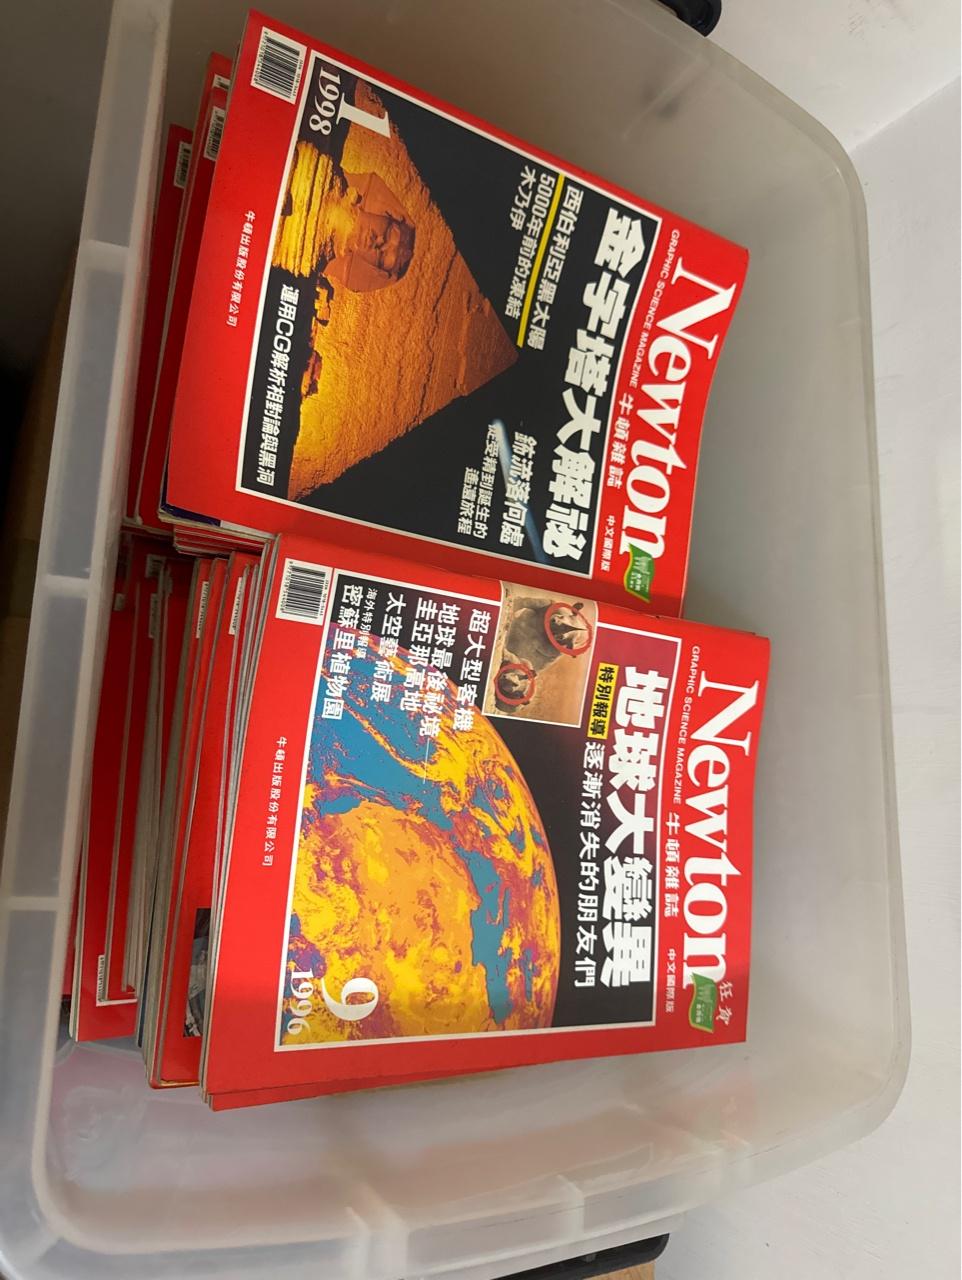 Newton
GRAPHIC SCIENCE MAGAZINE 牛頓雜誌 中文國際版
金字塔大解祕
西伯利亞黑太陽
5000年前的凍結
木乃伊
銣流落何處
從受精到誕生的
遙遠旅程
運用CG解析相對論與黑洞
1
1998
牛頓出版股份有限公司
Newton
狂賀
GRAPHIC SCIENCE MAGAZINE 牛頓雜誌 中文國際版
地球大變異
特別報導 逐漸消失的朋友們
超大型客機
地球最後秘境—
圭亞那高地
太空藝術展
海外特別報導
密蘇里植物園
9
1996
牛頓出版股份有限公司